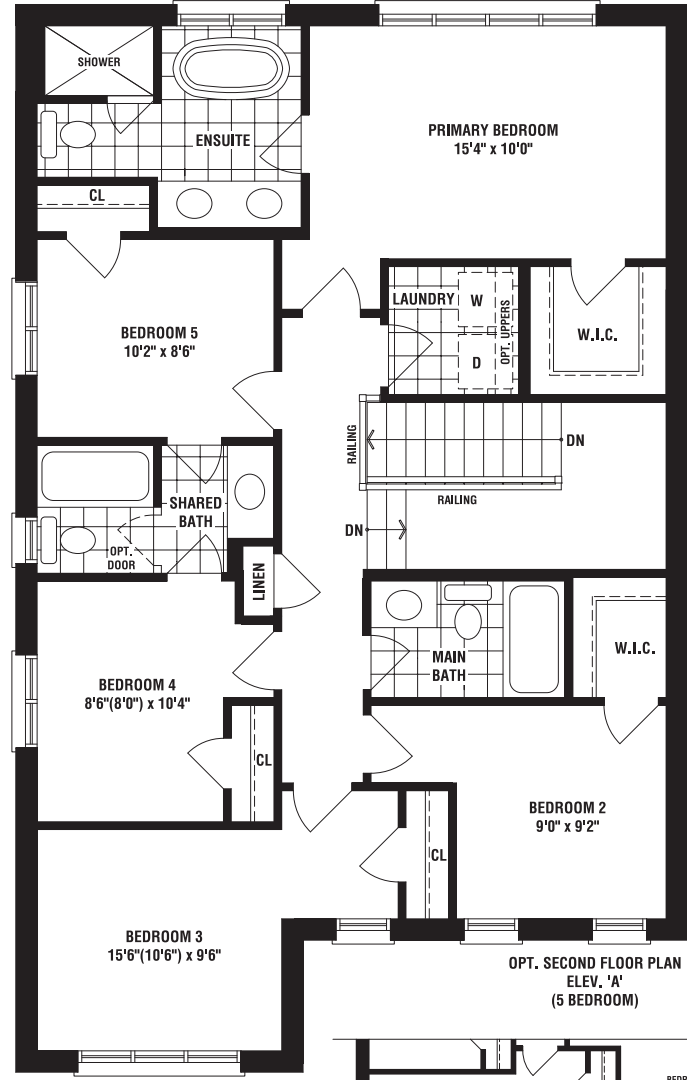 SHOWER
ENSUITE
PRIMARY BEDROOM
15'4" x 10'0"
CL
LAUNDRY
W
D
OPT. UPPERS
W.I.C.
BEDROOM 5
10'2" x 8'6"
RAILING
DN
RAILING
DN
SHARED
BATH
OPT.
DOOR
LINEN
MAIN
BATH
W.I.C.
BEDROOM 4
8'6"(8'0") x 10'4"
CL
BEDROOM 2
9'0" x 9'2"
CL
BEDROOM 3
15'6"(10'6") x 9'6"
OPT. SECOND FLOOR PLAN
ELEV. 'A'
(5 BEDROOM)